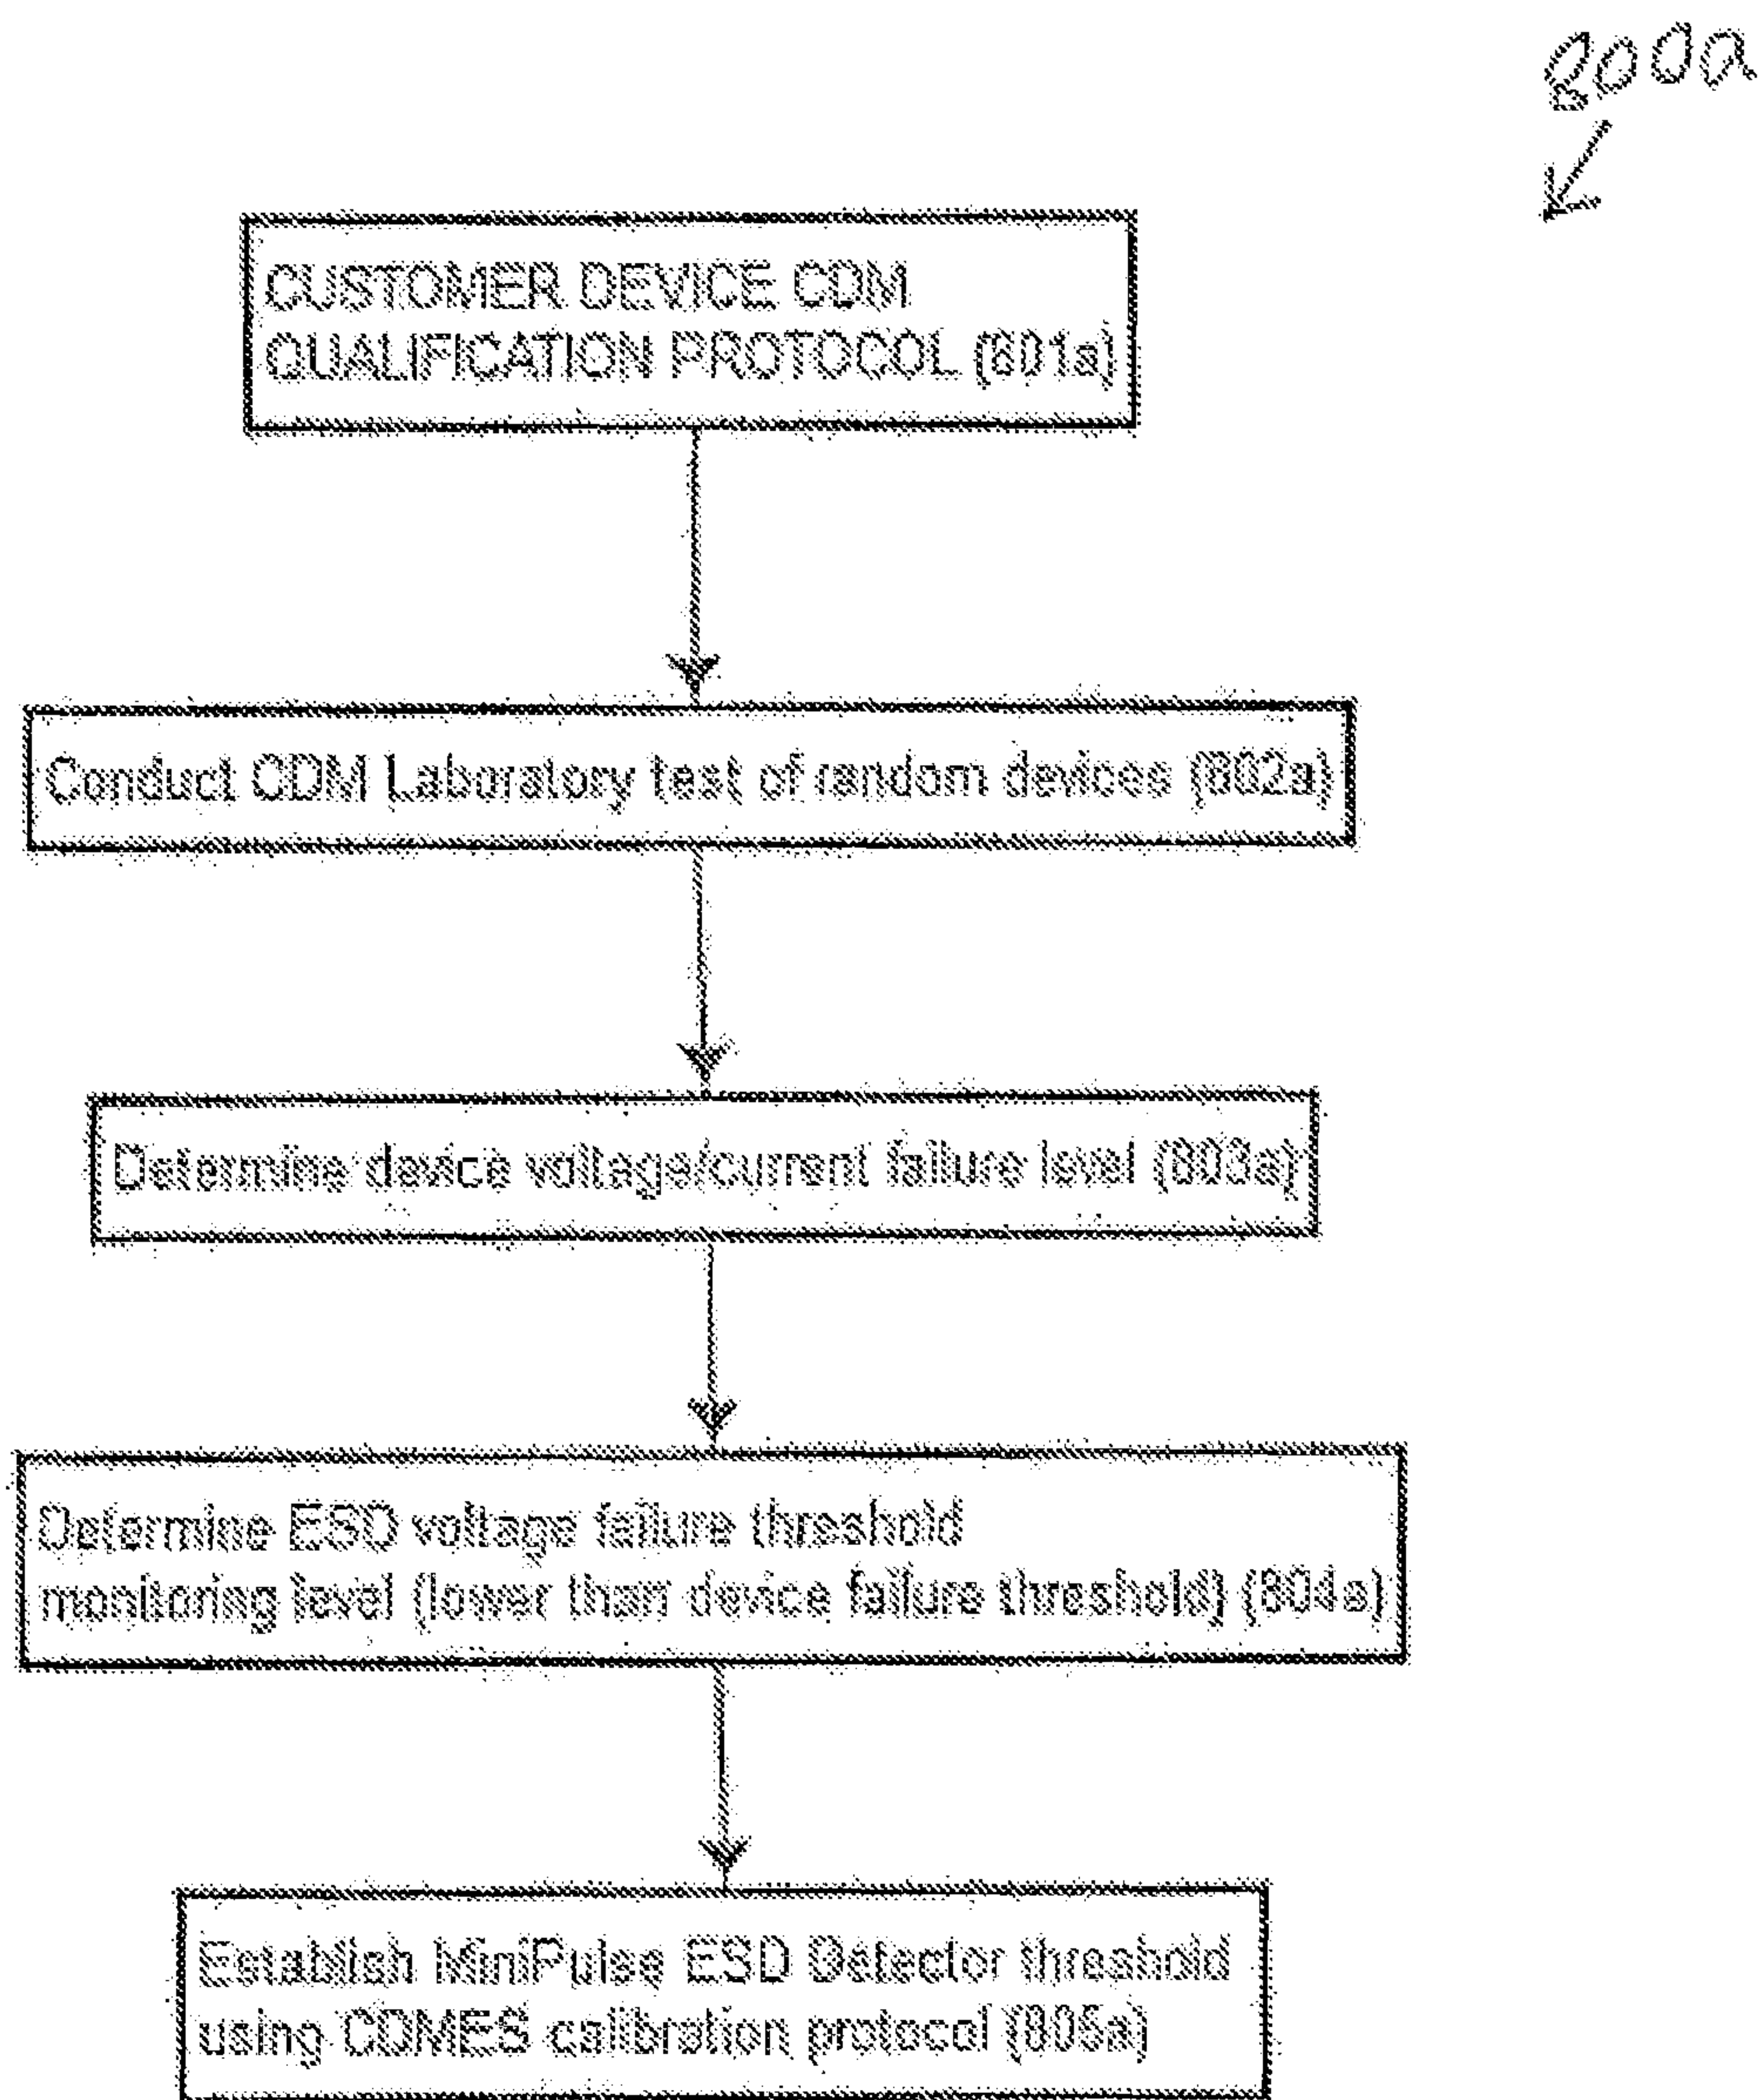 800a
CUSTOMER DEVICE CDM
QUALIFICATION PROTOCOL (801a)
Conduct CDM Laboratory test of random devices (802a)
Determine device voltage/current failure level (803a)
Determine ESD voltage failure threshold
monitoring level (lower than device failure threshold) (804a)
Establish MiniPulse ESD Detector threshold
using CDMES calibration protocol (805a)